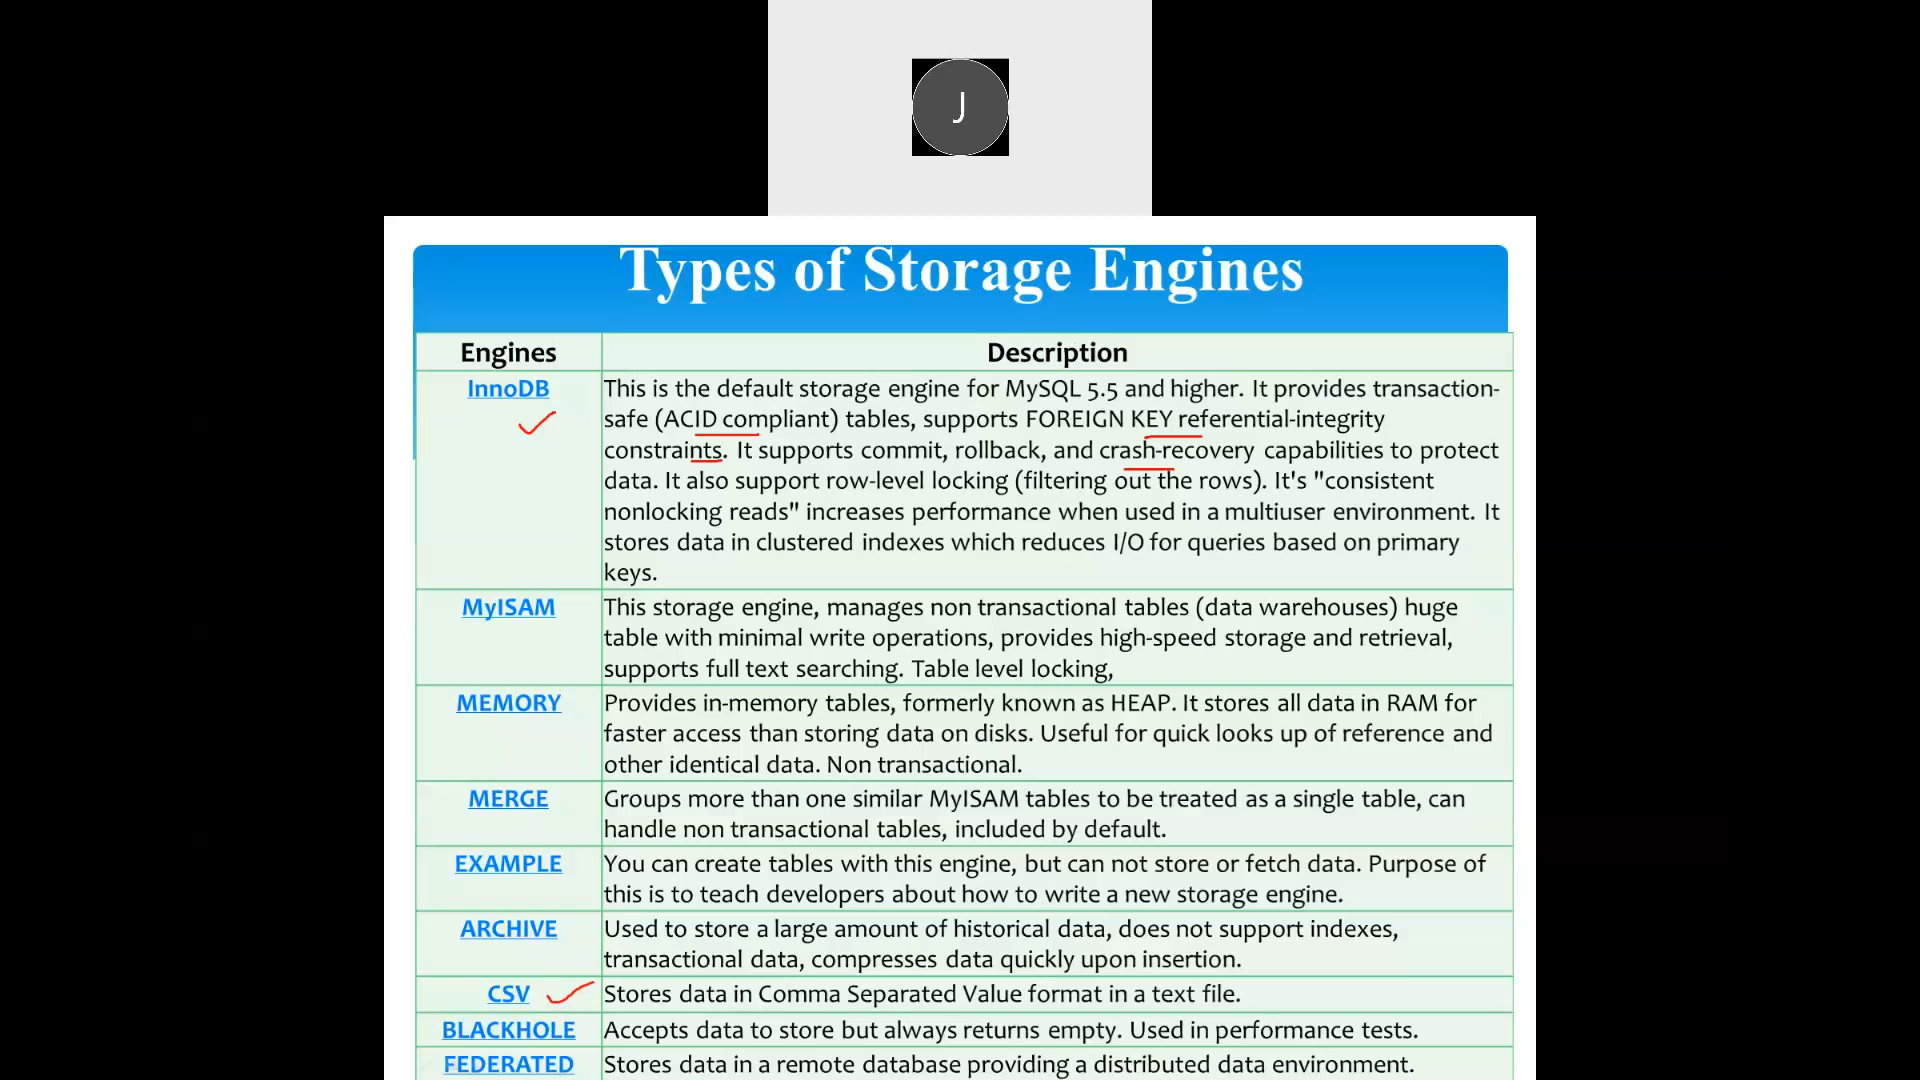 J
Types of Storage Engines
Engines Description
InnoDB This is the default storage engine for MySQL 5.5 and higher. It provides transaction-
safe (ACID compliant) tables, supports FOREIGN KEY referential-integrity
constraints. It supports commit, rollback, and crash-recovery capabilities to protect
data. It also support row-level locking (filtering out the rows). It's "consistent
nonlocking reads" increases performance when used in a multiuser environment. It
stores data in clustered indexes which reduces I/O for queries based on primary
keys.
MyISAM This storage engine, manages non transactional tables (data warehouses) huge
table with minimal write operations, provides high-speed storage and retrieval,
supports full text searching. Table level locking,
MEMORY Provides in-memory tables, formerly known as HEAP. It stores all data in RAM for
faster access than storing data on disks. Useful for quick looks up of reference and
other identical data. Non transactional.
MERGE Groups more than one similar MyISAM tables to be treated as a single table, can
handle non transactional tables, included by default.
EXAMPLE You can create tables with this engine, but can not store or fetch data. Purpose of
this is to teach developers about how to write a new storage engine.
ARCHIVE Used to store a large amount of historical data, does not support indexes,
transactional data, compresses data quickly upon insertion.
CSV Stores data in Comma Separated Value format in a text file.
BLACKHOLE Accepts data to store but always returns empty. Used in performance tests.
FEDERATED Stores data in a remote database providing a distributed data environment.